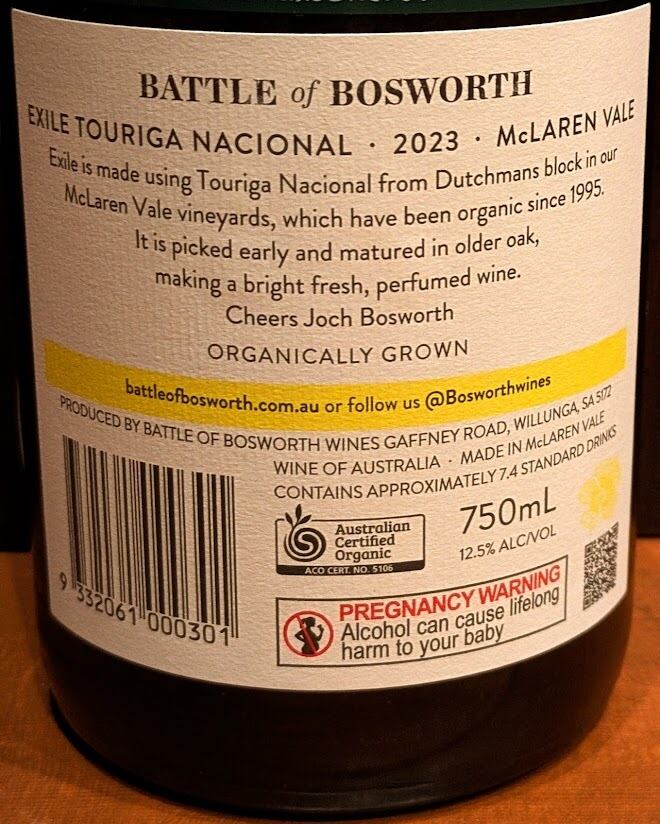 BATTLE of BOSWORTH
EXILE TOURIGA NACIONAL · 2023 · McLAREN VALE
Exile is made using Touriga Nacional from Dutchmans block in our
McLaren Vale vineyards, which have been organic since 1995.
It is picked early and matured in older oak,
making a bright fresh, perfumed wine.
Cheers Joch Bosworth
ORGANICALLY GROWN
battleofbosworth.com.au or follow us @Bosworthwines
PRODUCED BY BATTLE OF BOSWORTH WINES GAFFNEY ROAD, WILLUNGA, SA 5172
WINE OF AUSTRALIA · MADE IN McLAREN VALE
CONTAINS APPROXIMATELY 7.4 STANDARD DRINKS
Australian
Certified
Organic
ACO CERT. NO. 5106
750mL
12.5% ALC/VOL
9 332061 000301
PREGNANCY WARNING
Alcohol can cause lifelong
harm to your baby